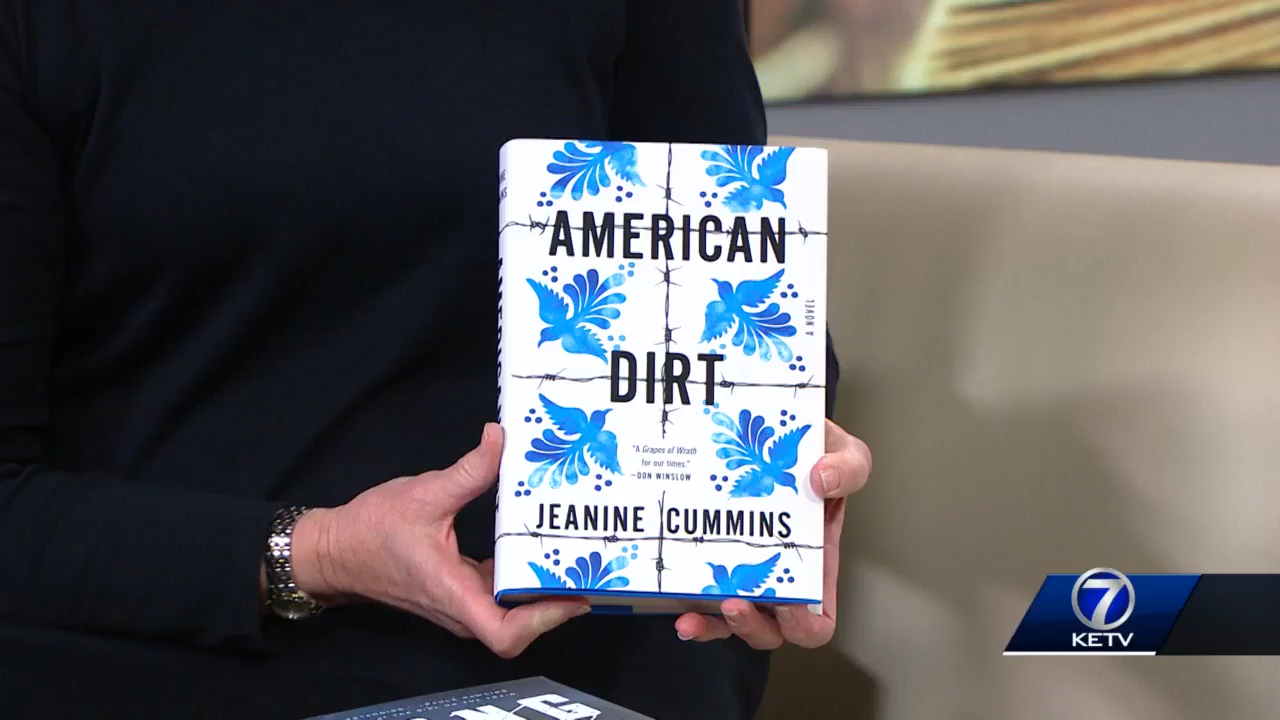 AMERICAN
A NOVEL
DIRT
"A Grapes of Wrath
for our times."
—DON WINSLOW
JEANINE CUMMINS
7
KETV